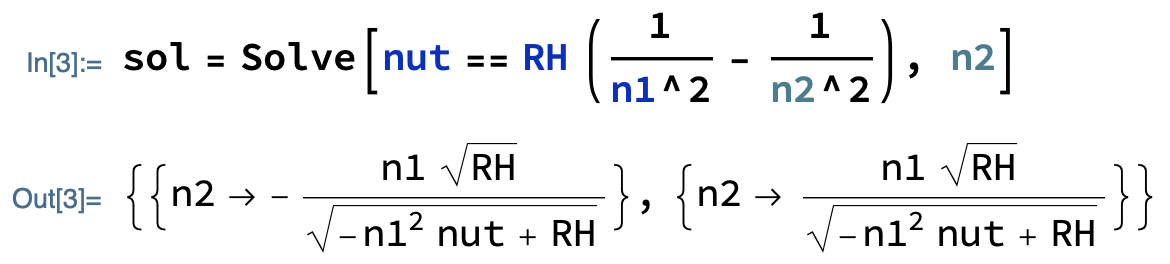 In[3]:= sol = Solve[nut == RH (1/n1^2 - 1/n2^2), n2]
Out[3]= {{n2 → - n1 √RH / √-n1² nut + RH}, {n2 → n1 √RH / √-n1² nut + RH}}